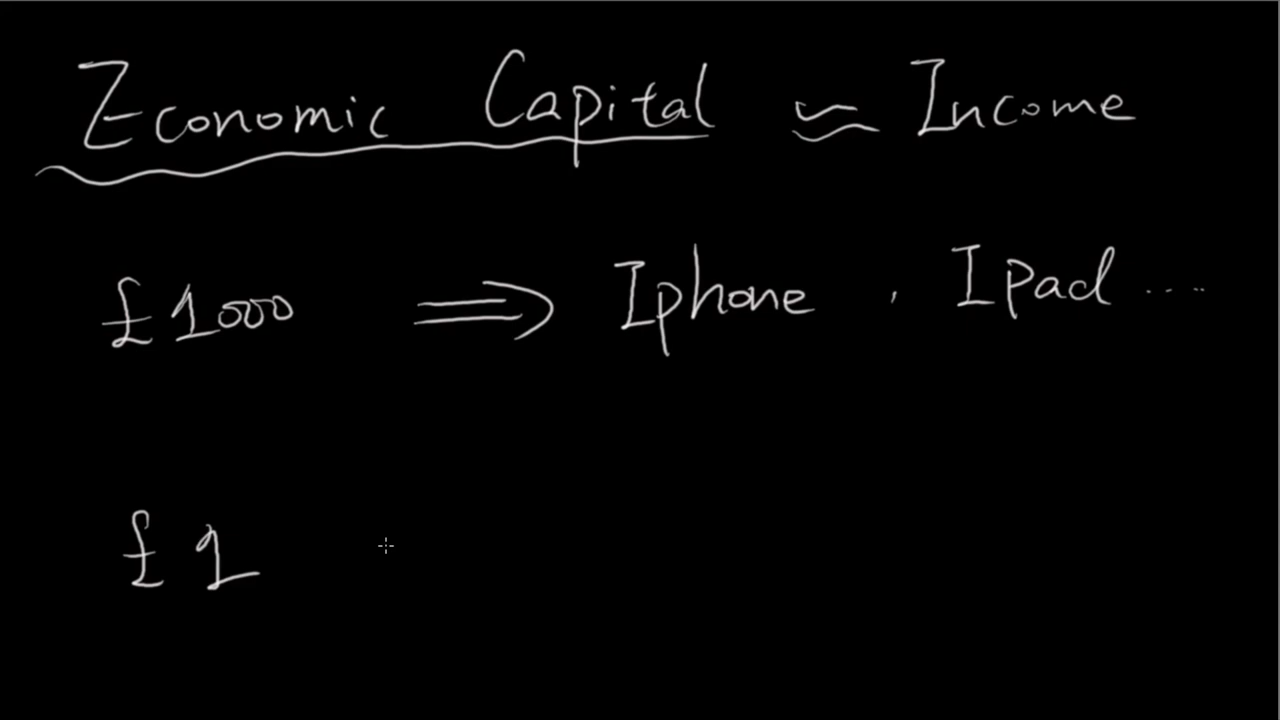 Economic Capital ≈ Income
£1000 ⇒ Iphone , Ipad ....
£1